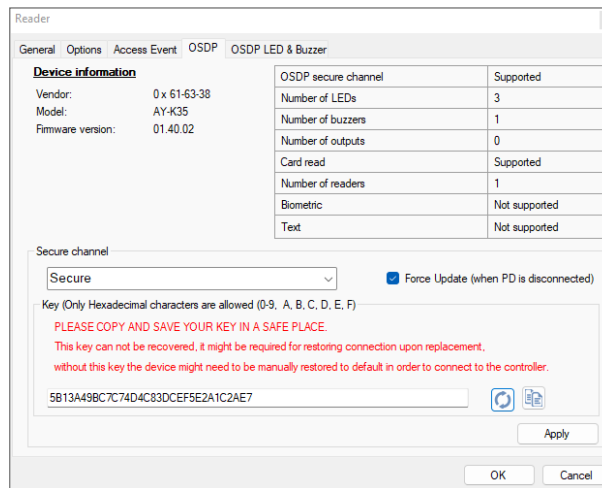 Reader
General Options Access Event OSDP OSDP LED & Buzzer
Device information
Vendor: 0 x 61-63-38
Model: AY-K35
Firmware version: 01.40.02
OSDP secure channel Supported
Number of LEDs 3
Number of buzzers 1
Number of outputs 0
Card read Supported
Number of readers 1
Biometric Not supported
Text Not supported
Secure channel
Secure
Force Update (when PD is disconnected)
Key (Only Hexadecimal characters are allowed (0-9, A, B, C, D, E, F)
PLEASE COPY AND SAVE YOUR KEY IN A SAFE PLACE.
This key can not be recovered, it might be required for restoring connection upon replacement,
without this key the device might need to be manually restored to default in order to connect to the controller.
5B13A49BC7C74D4C83DCEF5E2A1C2AE7
Apply
OK Cancel